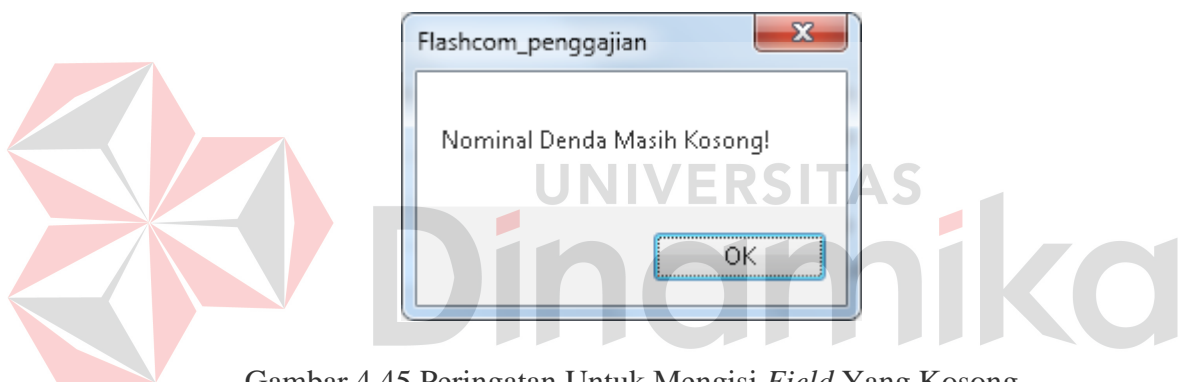 Flashcom_penggajian
Nominal Denda Masih Kosong!
UNIVERSITAS
Dinamika
OK
Gambar 4.45 Peringatan Untuk Mengisi Field Yang Kosong